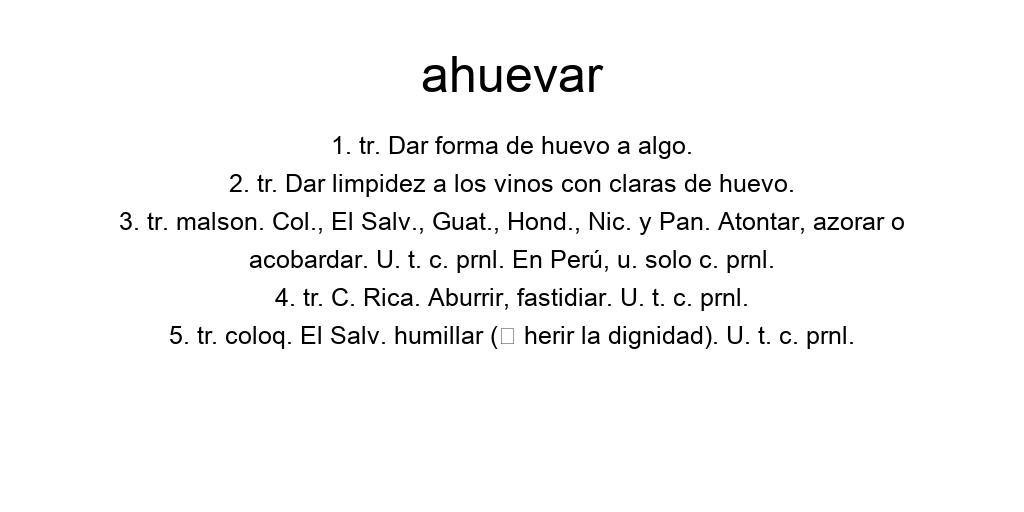 ahuevar
1. tr. Dar forma de huevo a algo.
2. tr. Dar limpidez a los vinos con claras de huevo.
3. tr. malson. Col., El Salv., Guat., Hond., Nic. y Pan. Atontar, azorar o
acobardar. U. t. c. prnl. En Perú, u. solo c. prnl.
4. tr. C. Rica. Aburrir, fastidiar. U. t. c. prnl.
5. tr. coloq. El Salv. humillar (▯ herir la dignidad). U. t. c. prnl.